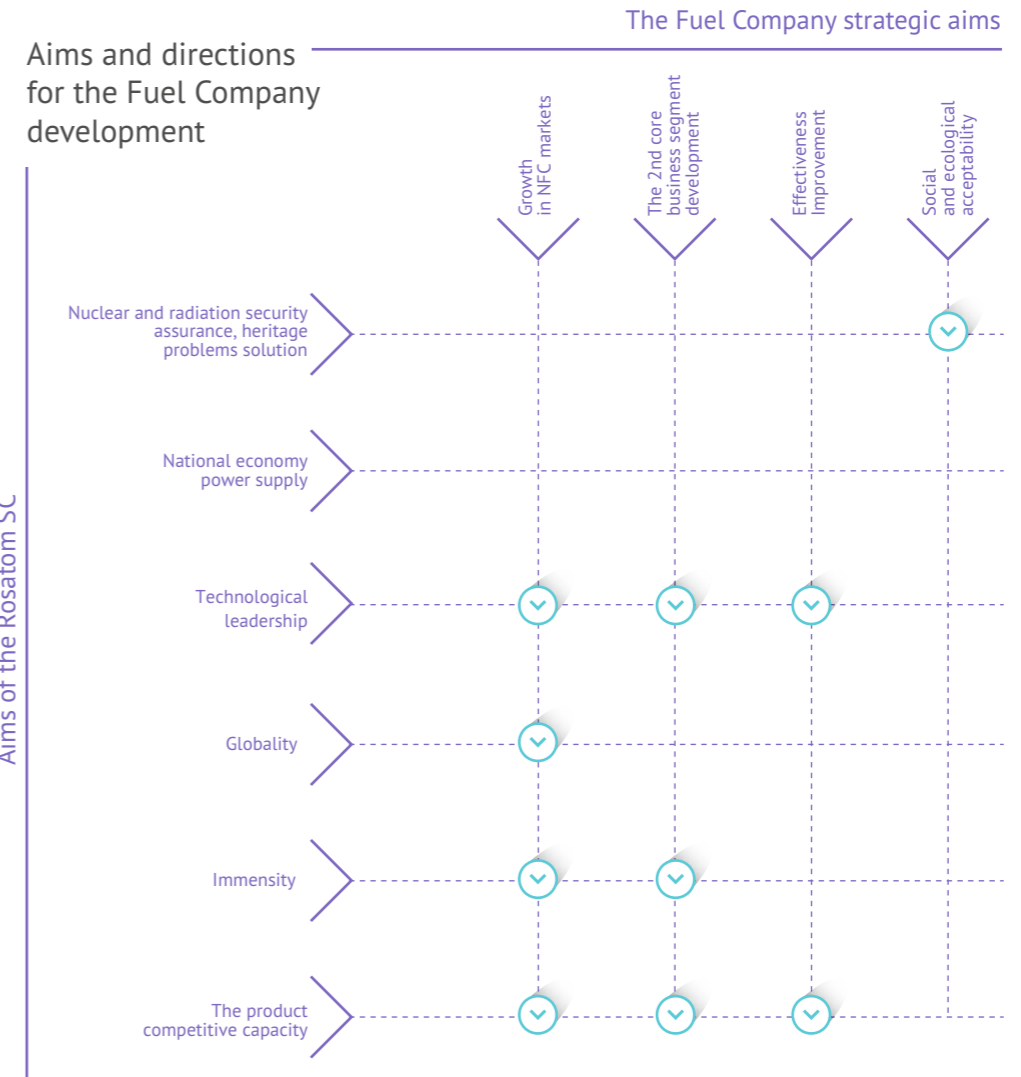 The Fuel Company strategic aims
Aims and directions
for the Fuel Company
development
Growth
in NFC markets
The 2nd core
business segment
development
Effectiveness
Improvement
Social
and ecological
acceptability
Aims of the Rosatom SC
Nuclear and radiation security
assurance, heritage
problems solution
National economy
power supply
Technological
leadership
Globality
Immensity
The product
competitive capacity